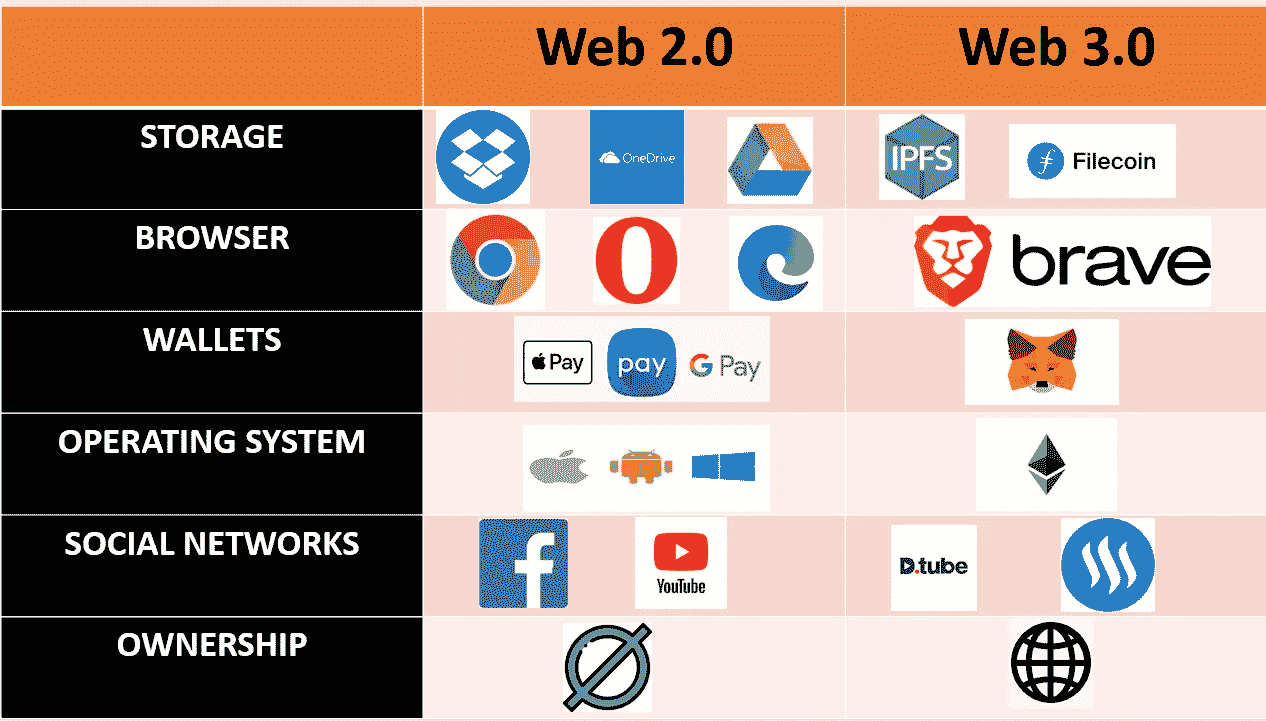 Web 2.0
Web 3.0
STORAGE
OneDrive
IPFS
Filecoin
BROWSER
brave
WALLETS
Pay
pay
G Pay
OPERATING SYSTEM
SOCIAL NETWORKS
f
YouTube
D.tube
OWNERSHIP